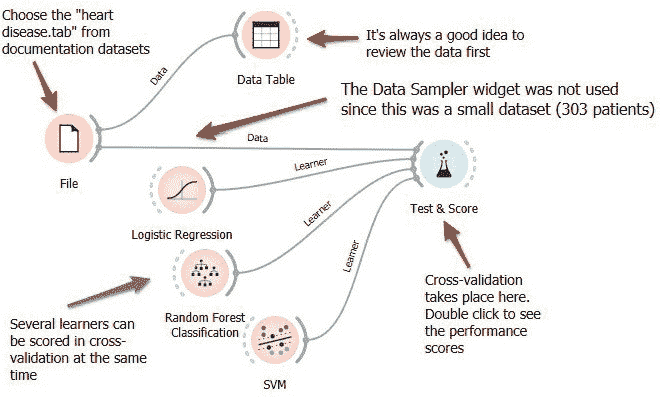 Choose the "heart
disease.tab" from
documentation datasets
It's always a good idea to
review the data first
Data
Data Table
The Data Sampler widget was not used
since this was a small dataset (303 patients)
Data
File
Learner
Test & Score
Logistic Regression
Learner
Learner
Cross-validation
takes place here.
Double click to see
the performance
scores
Random Forest
Classification
Several learners can
be scored in cross-
validation at the same
time
SVM